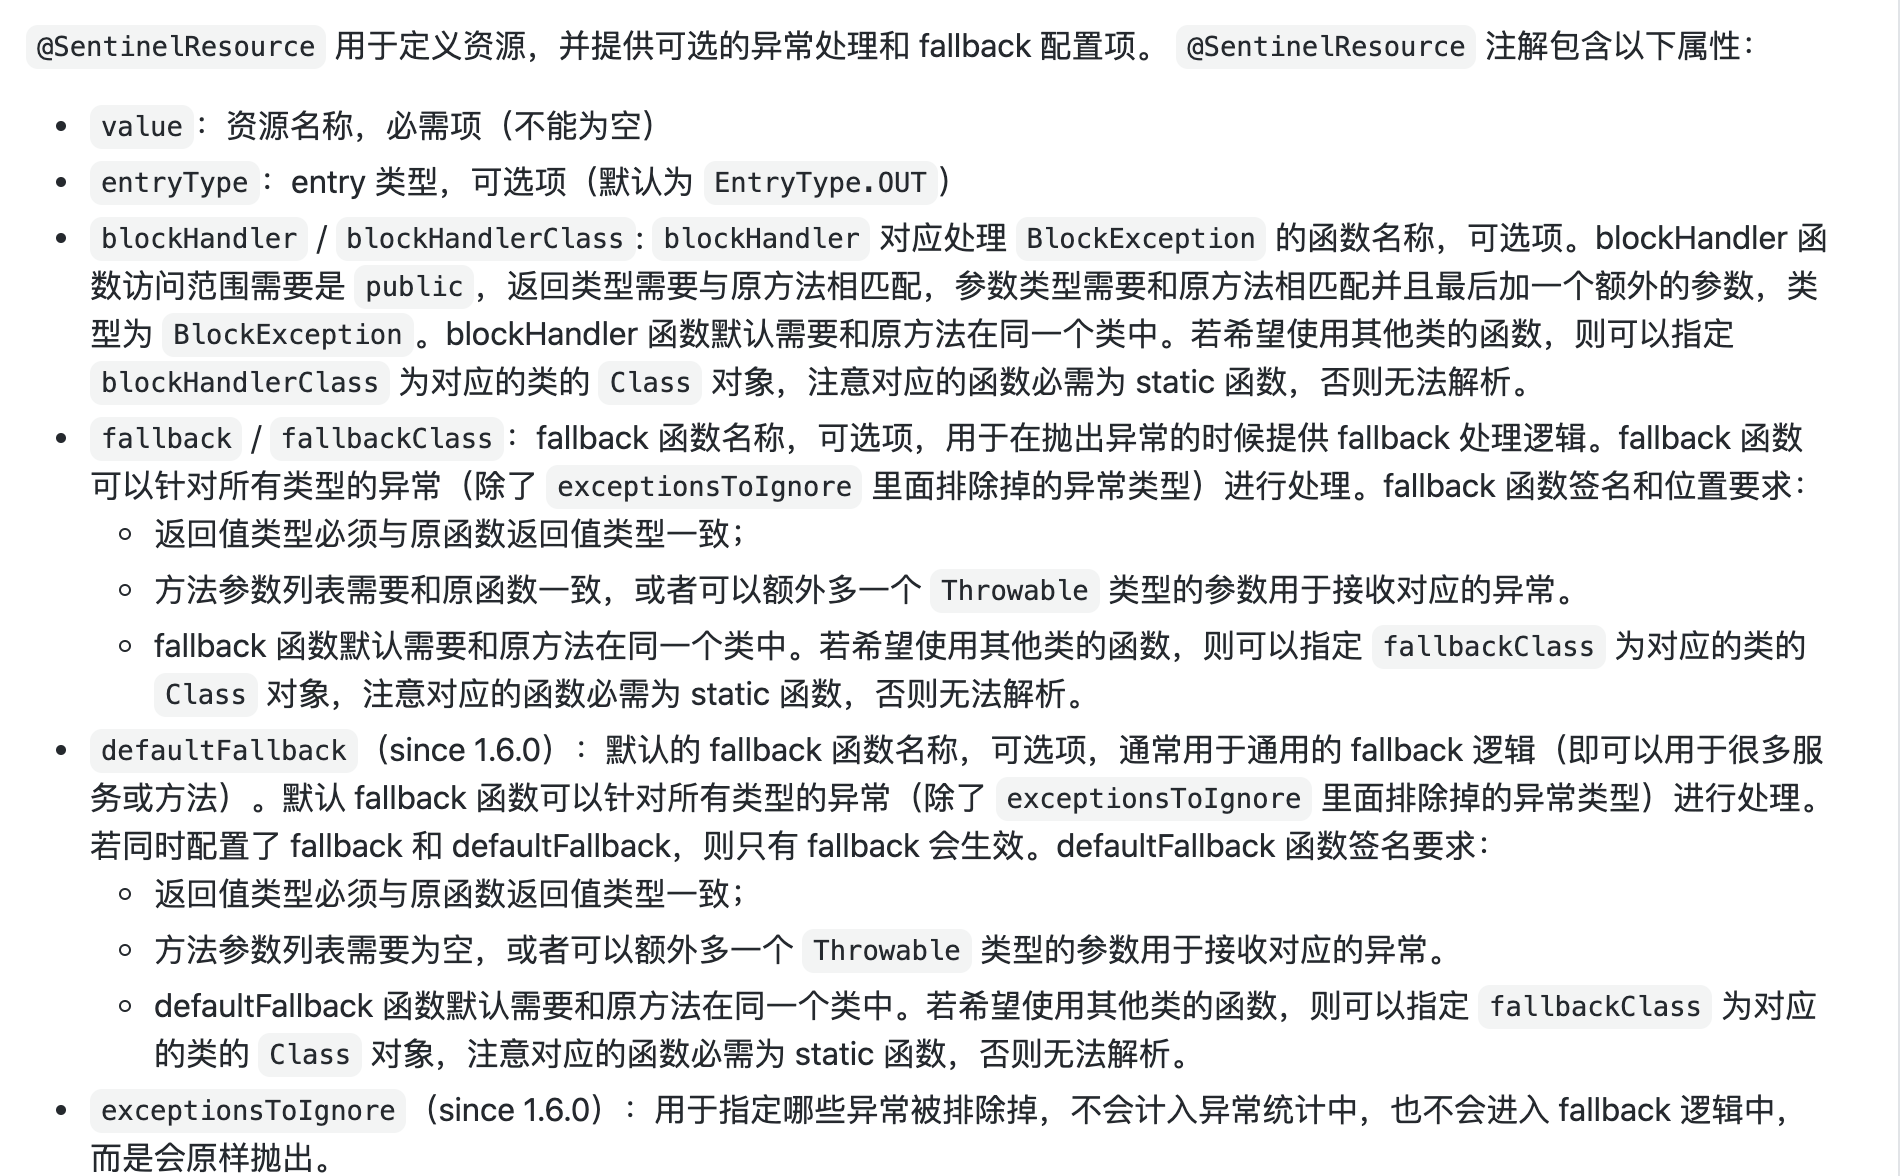 @SentinelResource 用于定义资源，并提供可选的异常处理和 fallback 配置项。 @SentinelResource 注解包含以下属性：
• value：资源名称，必需项（不能为空）
• entryType：entry 类型，可选项（默认为 EntryType.OUT）
• blockHandler / blockHandlerClass: blockHandler 对应处理 BlockException 的函数名称，可选项。blockHandler 函
数访问范围需要是 public，返回类型需要与原方法相匹配，参数类型需要和原方法相匹配并且最后加一个额外的参数，类
型为 BlockException。blockHandler 函数默认需要和原方法在同一个类中。若希望使用其他类的函数，则可以指定
blockHandlerClass 为对应的类的 Class 对象，注意对应的函数必需为 static 函数，否则无法解析。
• fallback / fallbackClass：fallback 函数名称，可选项，用于在抛出异常的时候提供 fallback 处理逻辑。fallback 函数
可以针对所有类型的异常（除了 exceptionsToIgnore 里面排除掉的异常类型）进行处理。fallback 函数签名和位置要求：
◦ 返回值类型必须与原函数返回值类型一致；
◦ 方法参数列表需要和原函数一致，或者可以额外多一个 Throwable 类型的参数用于接收对应的异常。
◦ fallback 函数默认需要和原方法在同一个类中。若希望使用其他类的函数，则可以指定 fallbackClass 为对应的类的
Class 对象，注意对应的函数必需为 static 函数，否则无法解析。
• defaultFallback（since 1.6.0）：默认的 fallback 函数名称，可选项，通常用于通用的 fallback 逻辑（即可以用于很多服
务或方法）。默认 fallback 函数可以针对所有类型的异常（除了 exceptionsToIgnore 里面排除掉的异常类型）进行处理。
若同时配置了 fallback 和 defaultFallback，则只有 fallback 会生效。defaultFallback 函数签名要求：
◦ 返回值类型必须与原函数返回值类型一致；
◦ 方法参数列表需要为空，或者可以额外多一个 Throwable 类型的参数用于接收对应的异常。
◦ defaultFallback 函数默认需要和原方法在同一个类中。若希望使用其他类的函数，则可以指定 fallbackClass 为对应
的类的 Class 对象，注意对应的函数必需为 static 函数，否则无法解析。
• exceptionsToIgnore（since 1.6.0）：用于指定哪些异常被排除掉，不会计入异常统计中，也不会进入 fallback 逻辑中，
而是会原样抛出。